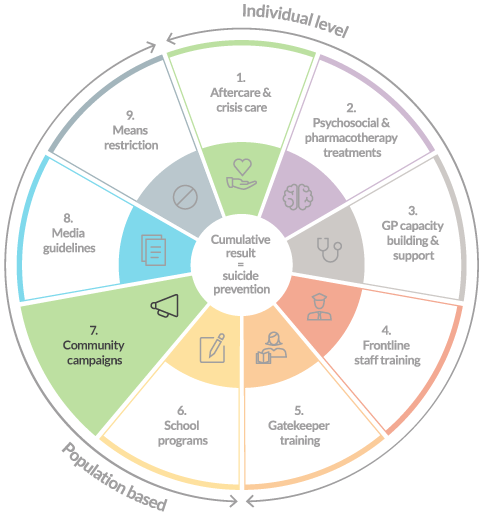 Individual level
1.
Aftercare &
crisis care
2.
Psychosocial &
pharmacotherapy
treatments
3.
GP capacity
building &
support
4.
Frontline
staff training
5.
Gatekeeper
training
6.
School
programs
7.
Community
campaigns
8.
Media
guidelines
9.
Means
restriction
Cumulative
result
=
suicide
prevention
Population based